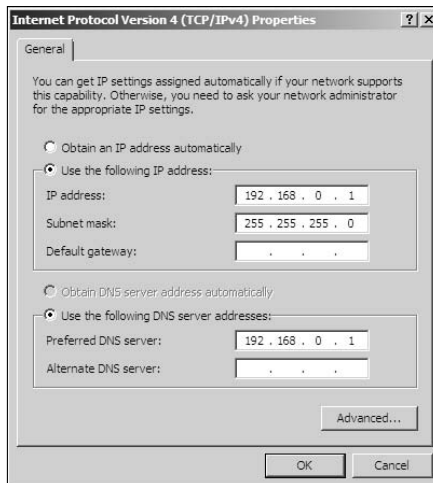 Internet Protocol Version 4 (TCP/IPv4) Properties
General
You can get IP settings assigned automatically if your network supports
this capability. Otherwise, you need to ask your network administrator
for the appropriate IP settings.
Obtain an IP address automatically
Use the following IP address:
IP address: 192 . 168 . 0 . 1
Subnet mask: 255 . 255 . 255 . 0
Default gateway: . . .
Obtain DNS server address automatically
Use the following DNS server addresses:
Preferred DNS server: 192 . 168 . 0 . 1
Alternate DNS server: . . .
Advanced...
OK Cancel